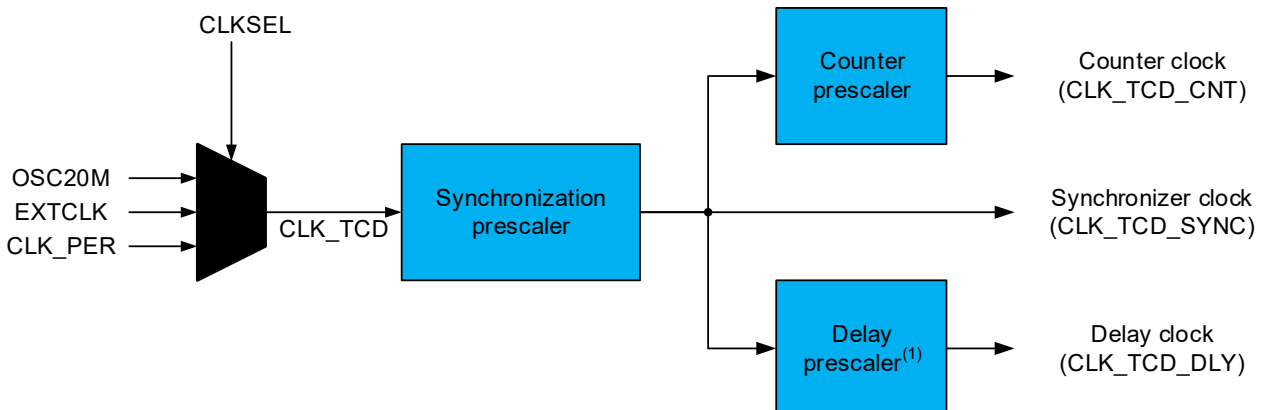 CLKSEL
OSC20M
EXTCLK
CLK_PER
CLK_TCD
Synchronization
prescaler
Counter
prescaler
Counter clock
(CLK_TCD_CNT)
Synchronizer clock
(CLK_TCD_SYNC)
Delay
prescaler(1)
Delay clock
(CLK_TCD_DLY)